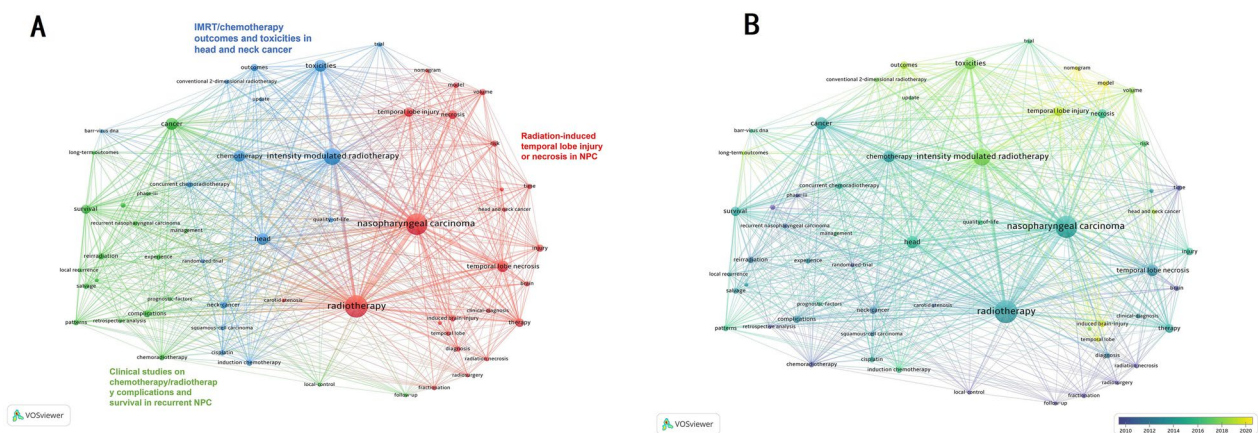 A
IMRT/chemotherapy
outcomes and toxicities in
head and neck cancer
trial
outcomes
toxicities
nomogram
conventional 2-dimensional radiotherapy
model
volume
update
temporal lobe injury
necrosis
cancer
barr-virus dna
Radiation-induced
temporal lobe injury
or necrosis in NPC
risk
chemotherapy
intensity modulated radiotherapy
long-term outcomes
concurrent chemoradiotherapy
time
phase-iii
survival
head and neck cancer
quality-of-life
recurrent nasopharyngeal carcinoma
nasopharyngeal carcinoma
management
head
injury
reirradiation
experience
randomized-trial
temporal lobe necrosis
local recurrence
salvage
brain
prognostic factors
carotid stenosis
neck-cancer
radiotherapy
complications
clinical-diagnosis
patterns
retrospective analysis
induced brain-injury
therapy
squamous-cell carcinoma
temporal lobe
cisplatin
diagnosis
chemoradiotherapy
induction chemotherapy
radiation necrosis
radiosurgery
Clinical studies on
chemotherapy/radiotherap
y complications and
survival in recurrent NPC
local-control
fractionation
follow-up
VOSviewer
B
trial
outcomes
toxicities
nomogram
conventional 2-dimensional radiotherapy
model
volume
update
temporal lobe injury
necrosis
cancer
barr-virus dna
risk
chemotherapy
intensity modulated radiotherapy
long-term outcomes
concurrent chemoradiotherapy
time
phase-iii
survival
head and neck cancer
quality-of-life
recurrent nasopharyngeal carcinoma
nasopharyngeal carcinoma
management
head
injury
reirradiation
experience
randomized-trial
temporal lobe necrosis
local recurrence
salvage
brain
prognostic factors
carotid stenosis
neck-cancer
radiotherapy
complications
clinical-diagnosis
patterns
retrospective analysis
induced brain-injury
therapy
squamous-cell carcinoma
temporal lobe
cisplatin
diagnosis
chemoradiotherapy
induction chemotherapy
radiation necrosis
radiosurgery
local-control
fractionation
follow-up
VOSviewer
2010 2012 2014 2016 2018 2020